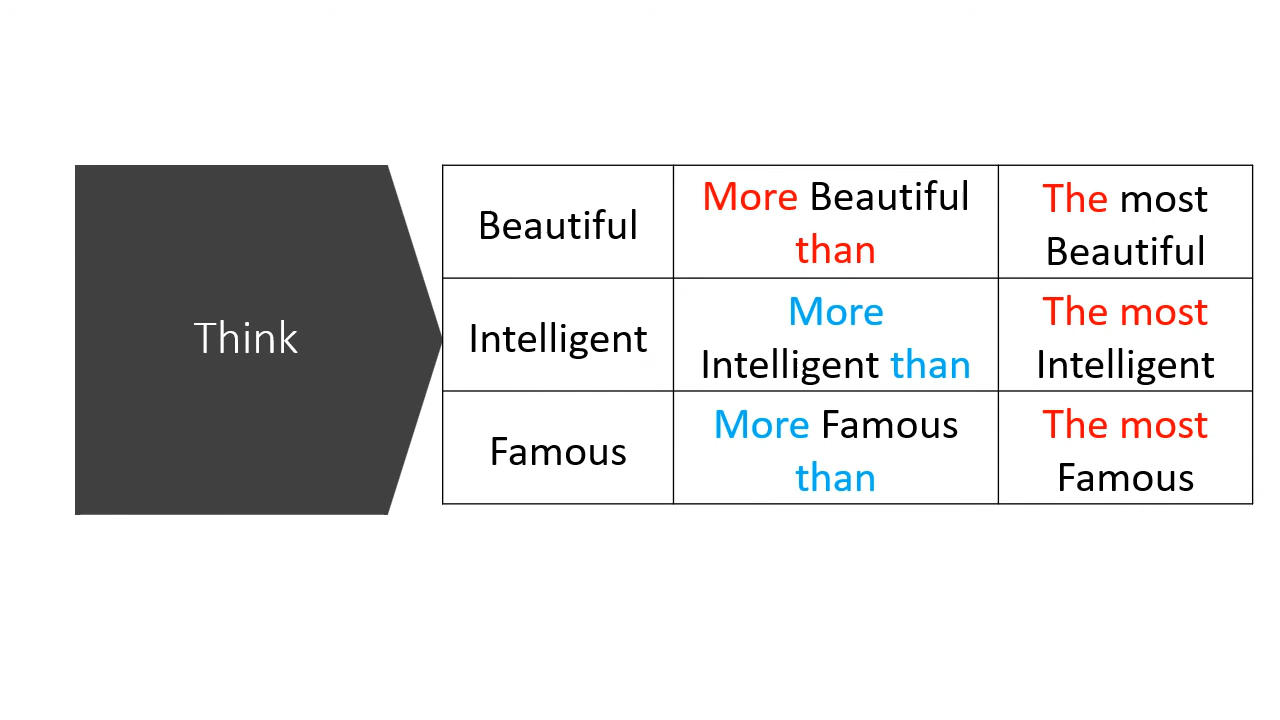 Think
Beautiful
More Beautiful
than
The most
Beautiful
Intelligent
More
Intelligent than
The most
Intelligent
Famous
More Famous
than
The most
Famous